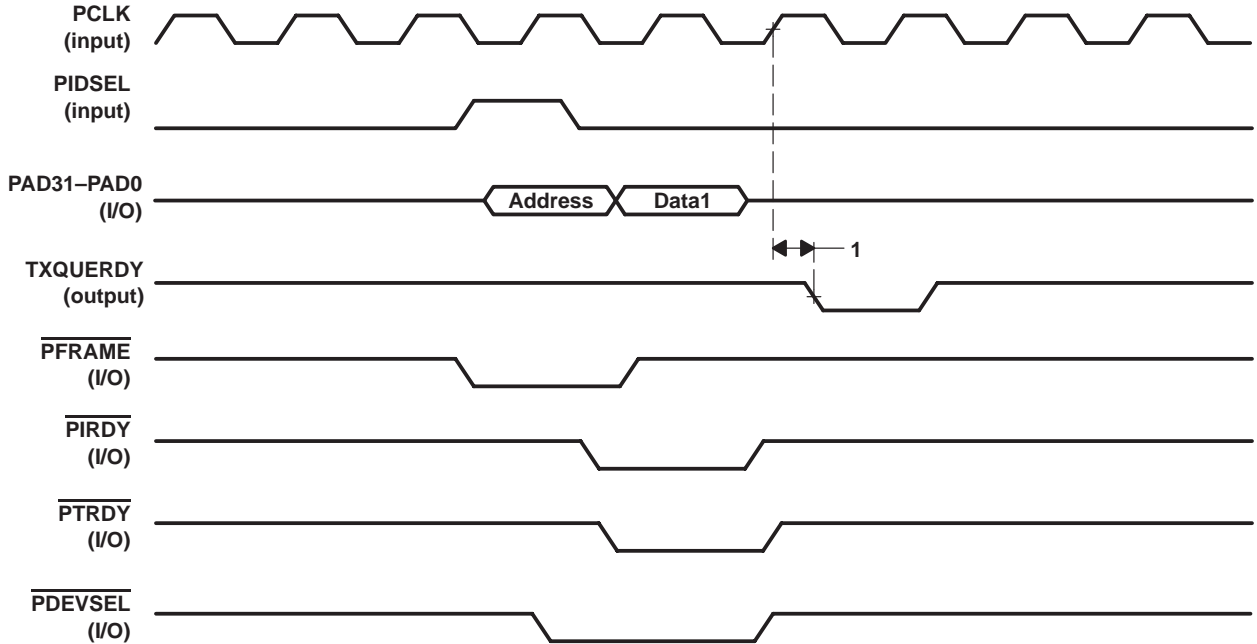 PCLK
(input)
PIDSEL
(input)
PAD31–PAD0
(I/O)
Address
Data1
1
TXQUERDY
(output)
PFRAME
(I/O)
PIRDY
(I/O)
PTRDY
(I/O)
PDEVSEL
(I/O)